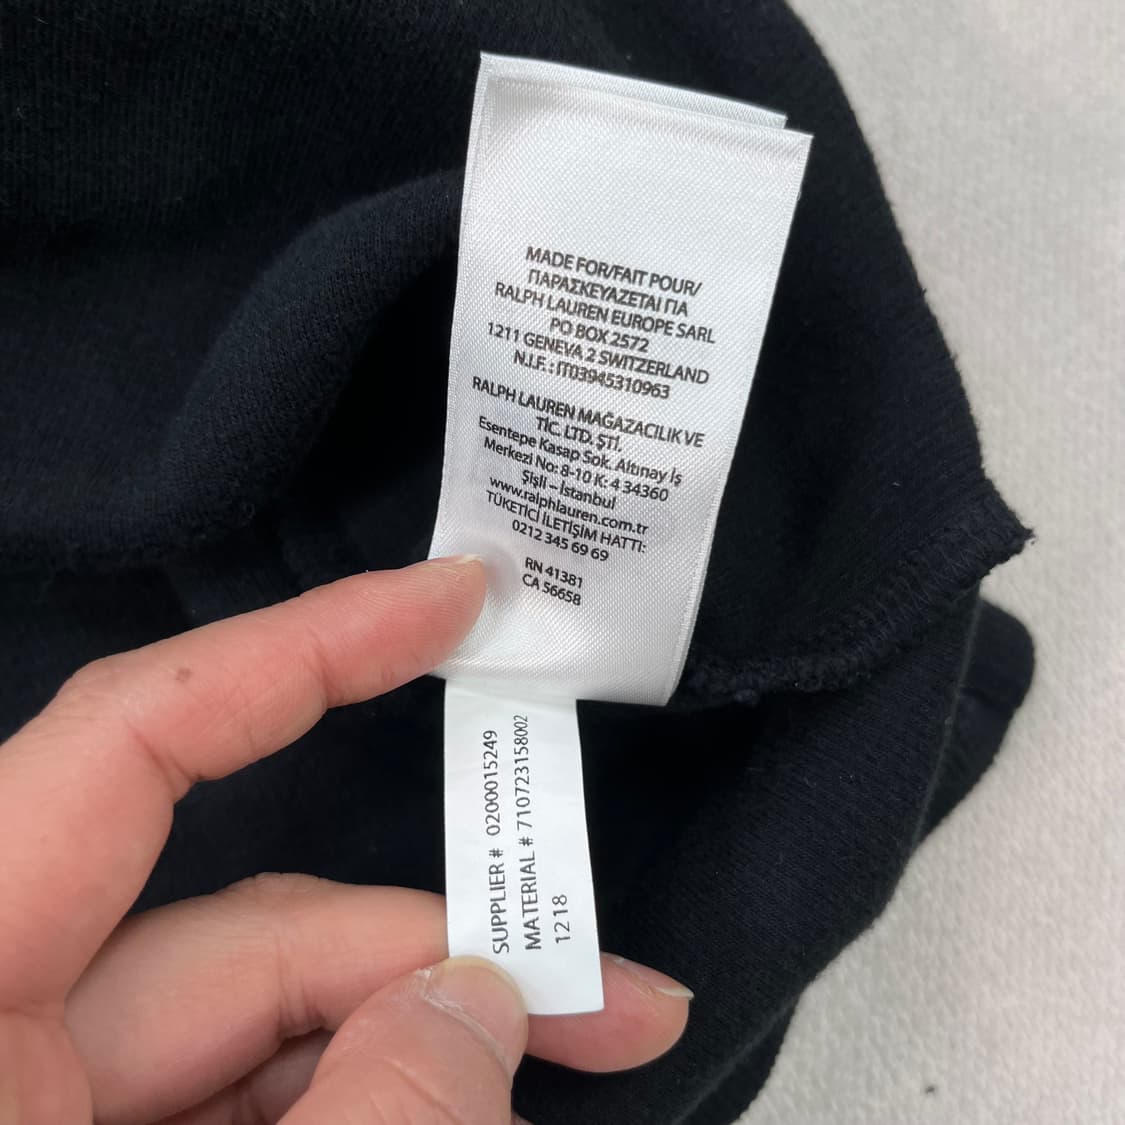 MADE FOR/FAIT POUR/
ΠΑΡΑΣΚΕΥΑΖΕΤΑΙ ΓΙΑ
RALPH LAUREN EUROPE SARL
PO BOX 2572
1211 GENEVA 2 SWITZERLAND
N.I.F. : IT03945310963
RALPH LAUREN MAĞAZACILIK VE
TİC. LTD. ŞTİ.
Esentepe Kasap Sok. Altınay İş
Merkezi No: 8-10 K: 4 34360
Şişli – İstanbul
www.ralphlauren.com.tr
TÜKETİCİ İLETİŞİM HATTI:
0212 345 69 69
RN 41381
CA 56658
SUPPLIER # 0200015249
MATERIAL # 710723158002
1218